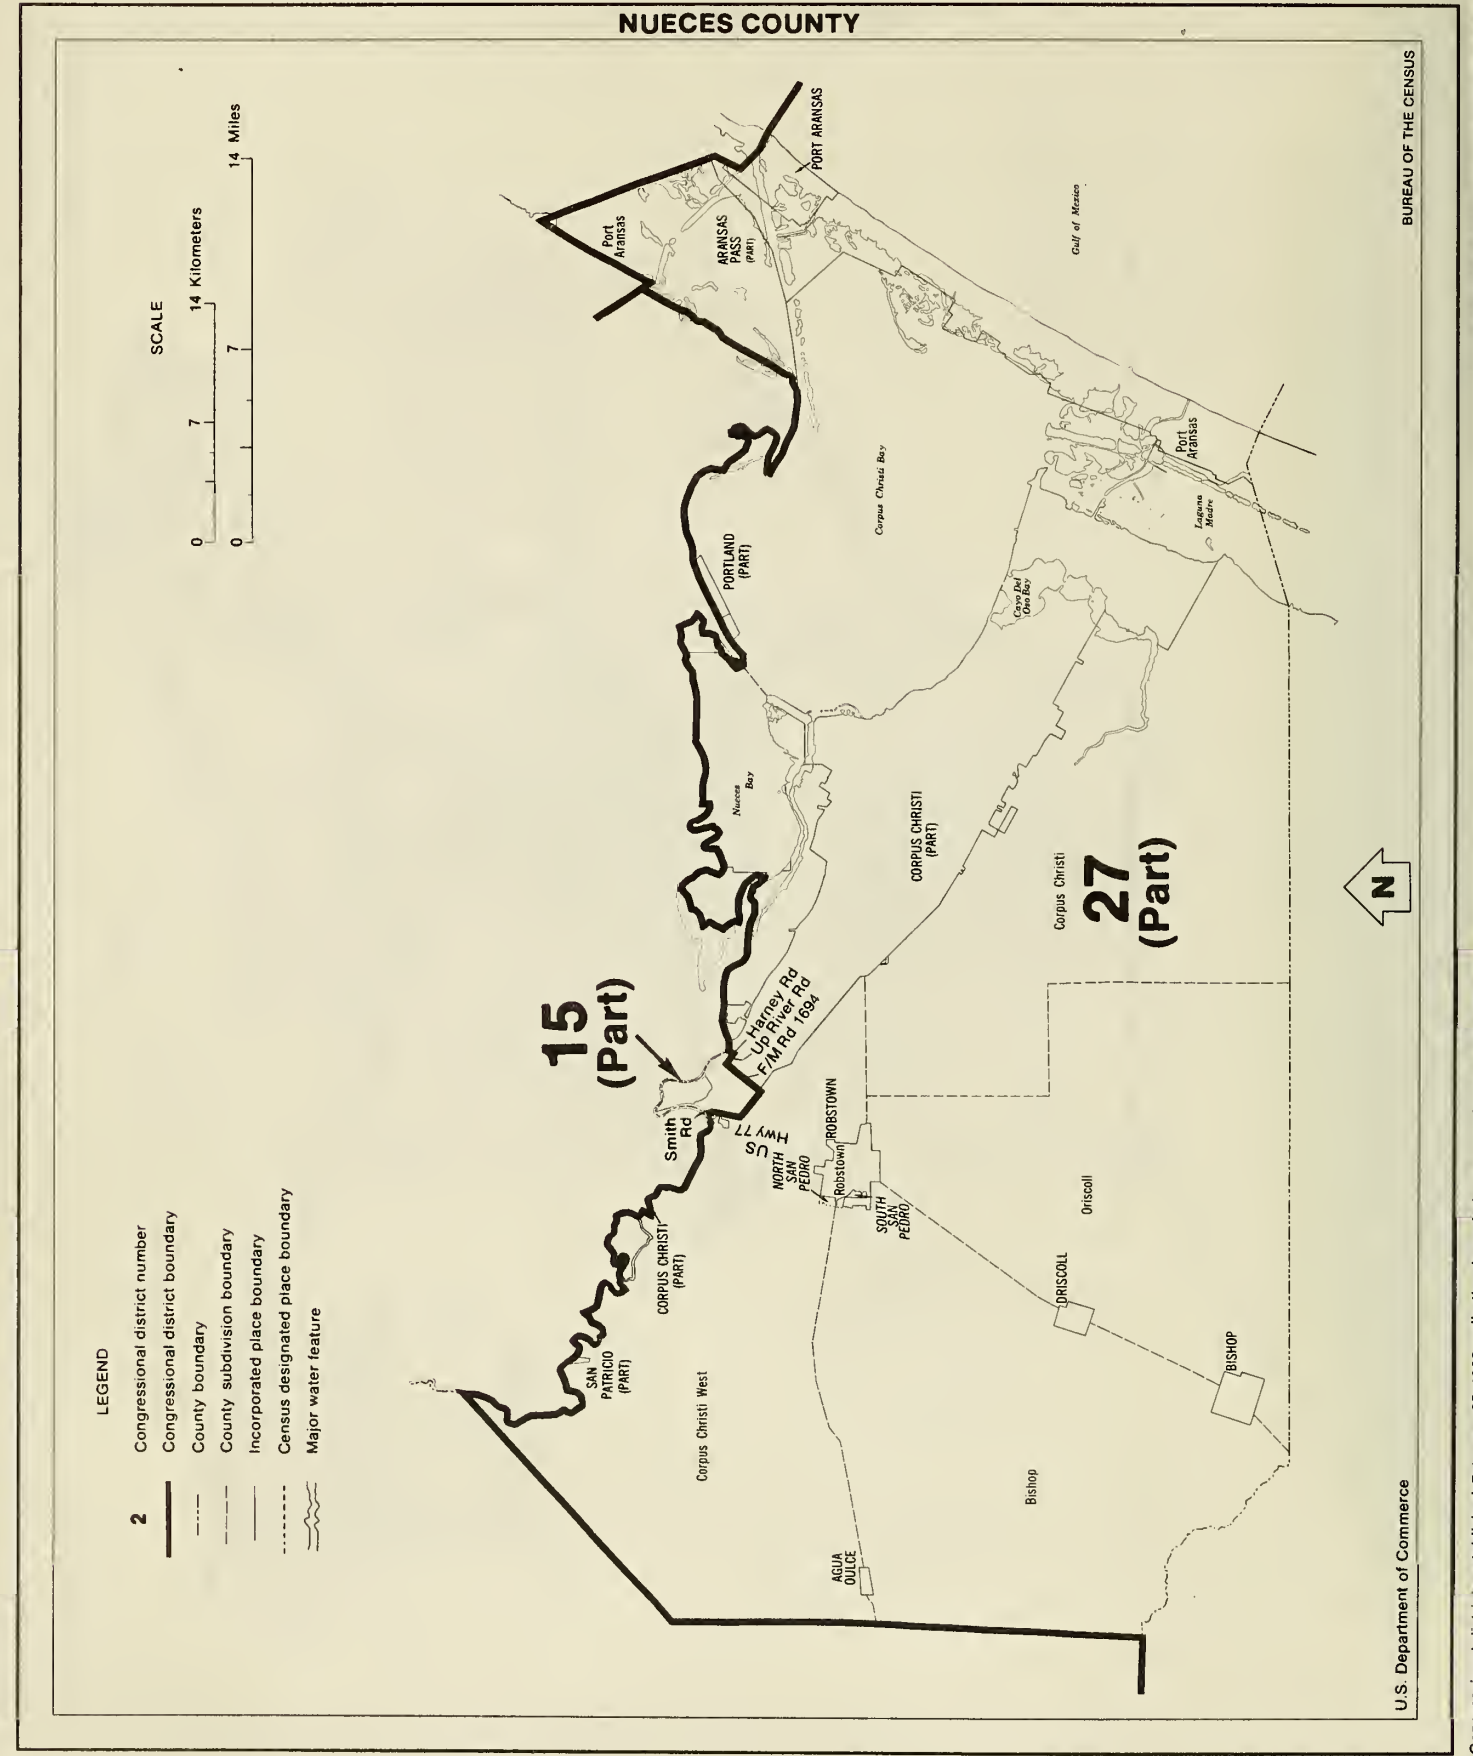 NUECES COUNTY
SCALE
0 7 14 Kilometers
0 7 14 Miles
LEGEND
2 Congressional district number
Congressional district boundary
County boundary
County subdivision boundary
Incorporated place boundary
Census designated place boundary
Major water feature
15
(Part)
27
(Part)
Port
Aransas
ARANSAS
PASS
(PART)
PORT ARANSAS
Gulf of Mexico
Corpus Christi Bay
PORTLAND
(PART)
Port
Aransas
Laguna
Madre
Cayo Del
Oso Bay
Nueces
Bay
CORPUS CHRISTI
(PART)
Corpus Christi
Harney Rd
Up River Rd
F/M Rd 1694
Smith
Rd
US
Hwy 77
ROBSTOWN
Robstown
NORTH
SAN
PEDRO
SOUTH
SAN
PEDRO
CORPUS CHRISTI
(PART)
SAN
PATRICIO
(PART)
Driscoll
DRISCOLL
BISHOP
Corpus Christi West
Bishop
AGUA
DULCE
N
U.S. Department of Commerce
BUREAU OF THE CENSUS